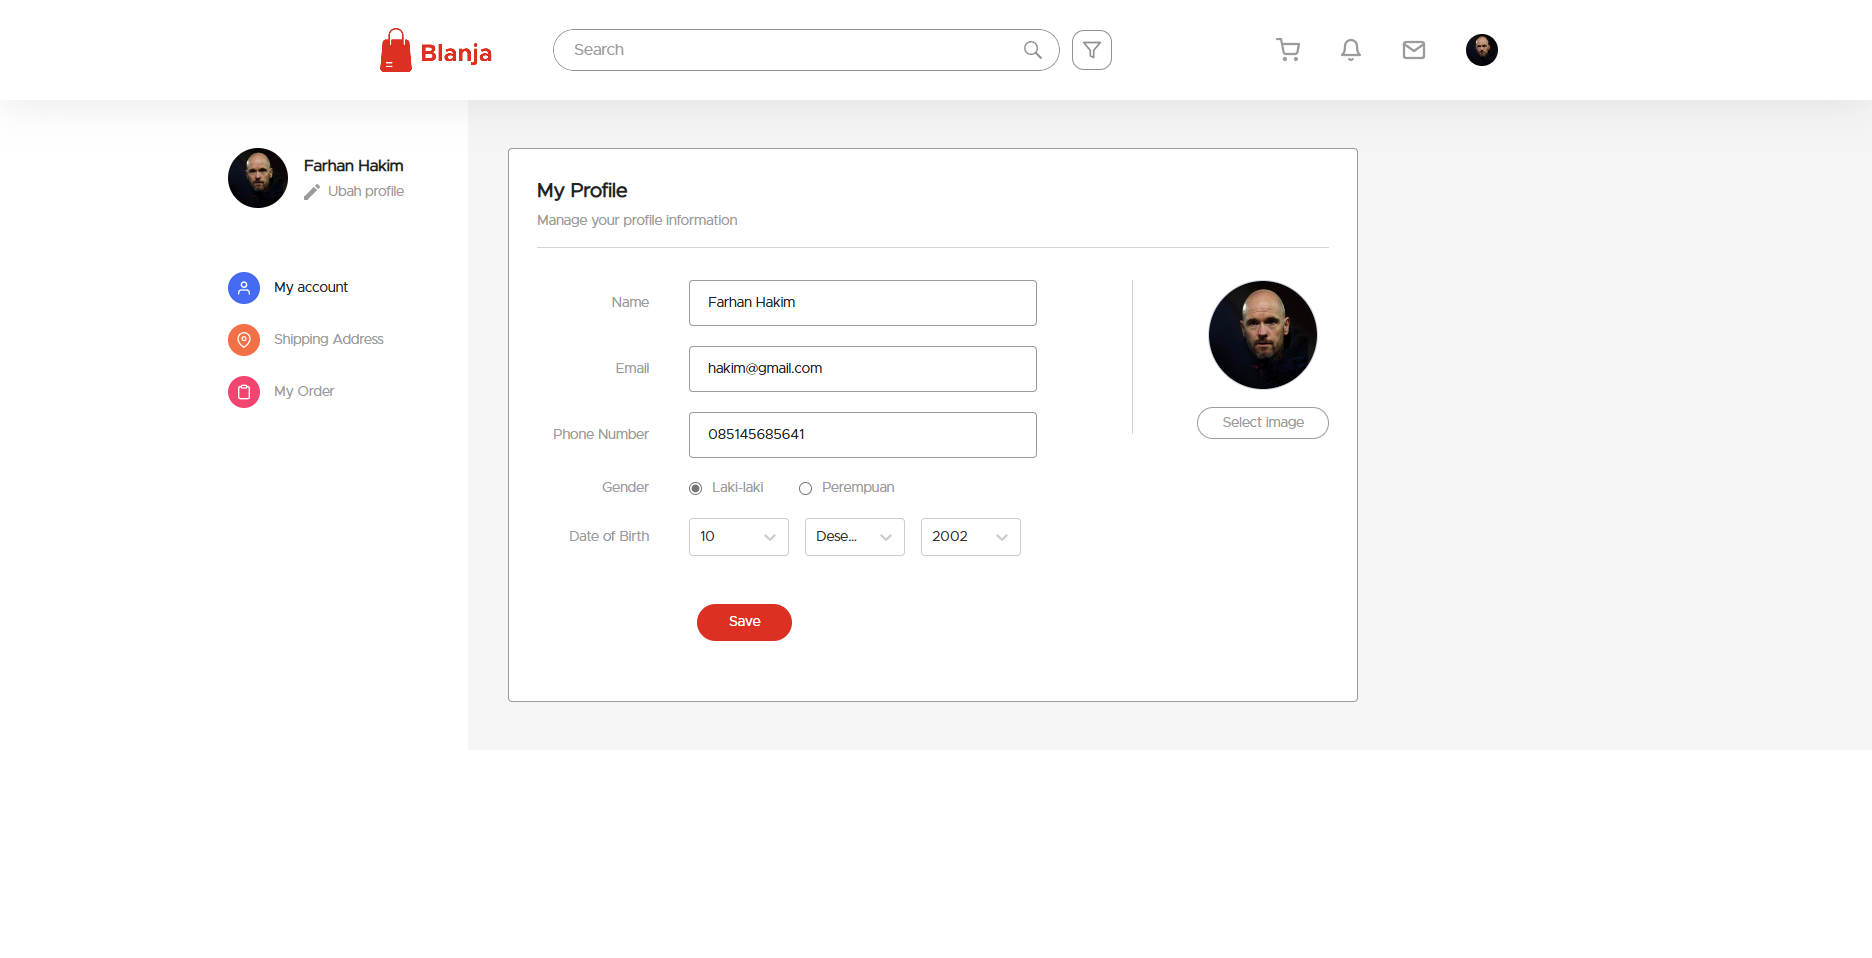 Blanja
Search
Farhan Hakim
Ubah profile
My account
Shipping Address
My Order
My Profile
Manage your profile information
Name
Farhan Hakim
Email
hakim@gmail.com
Phone Number
085145685641
Gender
Laki-laki
Perempuan
Date of Birth
10
Dese...
2002
Save
Select image